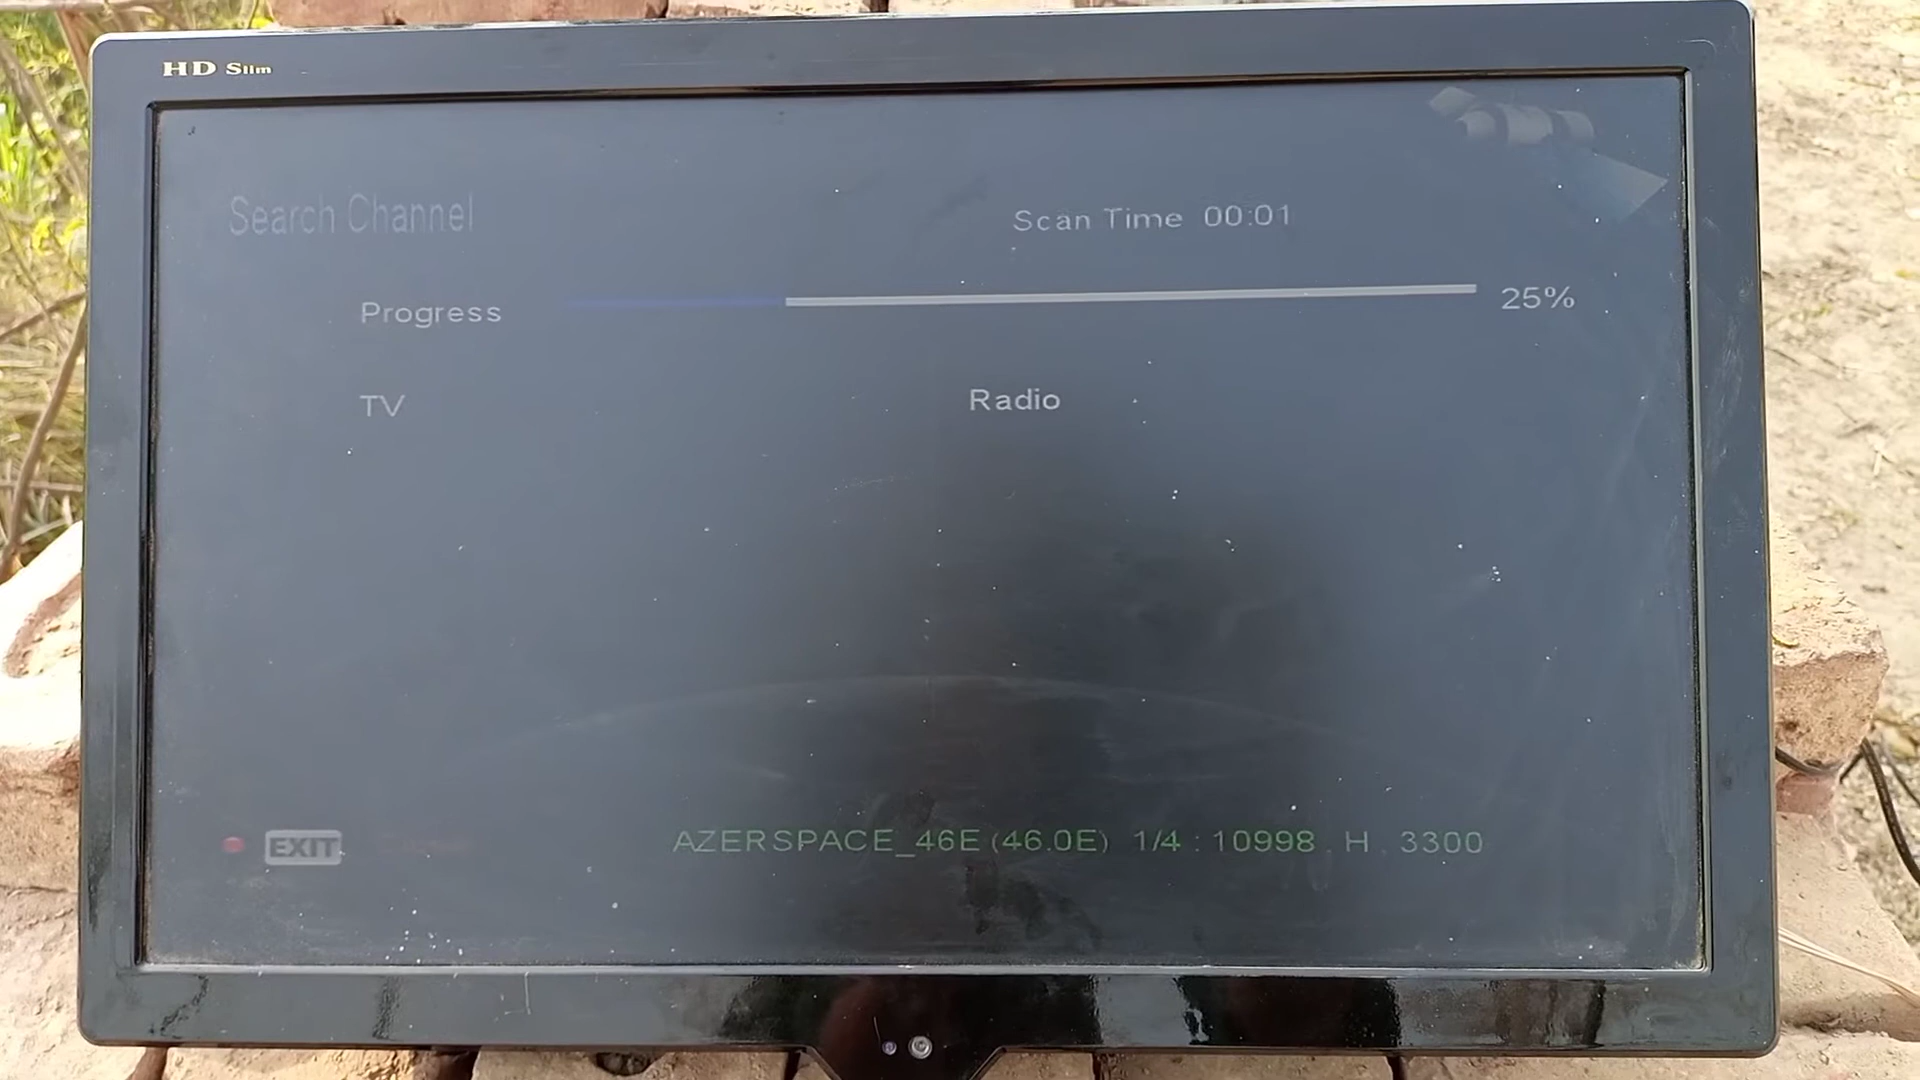 HD Slim
Search Channel
Scan Time 00:01
Progress
25%
TV
Radio
EXIT
AZERSPACE_46E (46.0E) 1/4 : 10998 . H . 3300